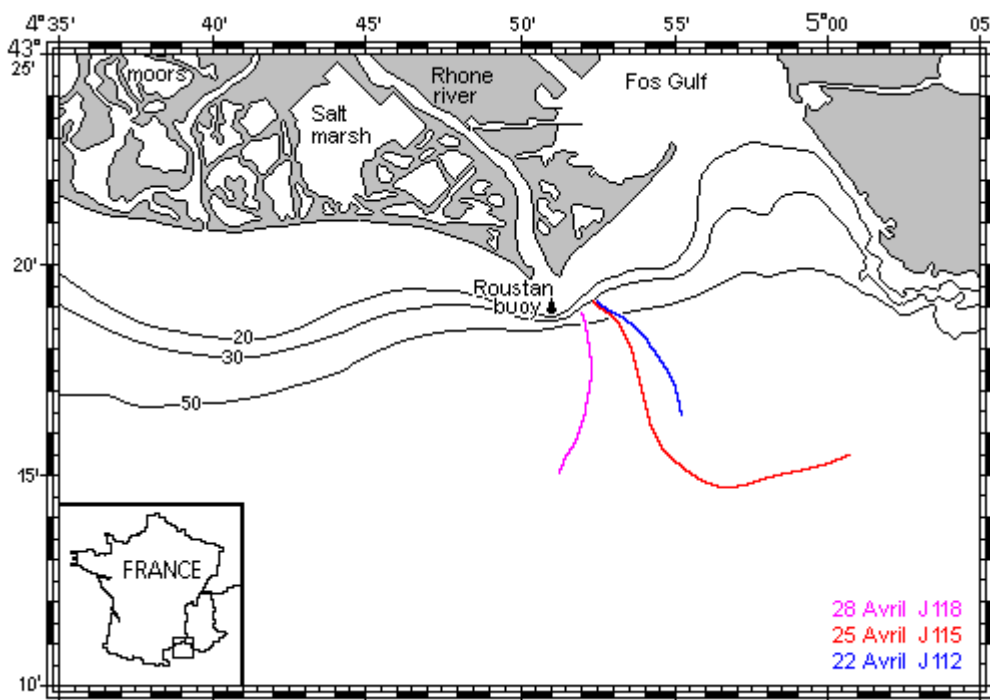 4° 35' 40' 45' 50' 55' 5°00' 05
43°
25'
moors
Rhone
river
Fos Gulf
Salt
marsh
20'
Roustan
buoy
20
30
50
15'
FRANCE
28 Avril J118
25 Avril J115
22 Avril J112
10'